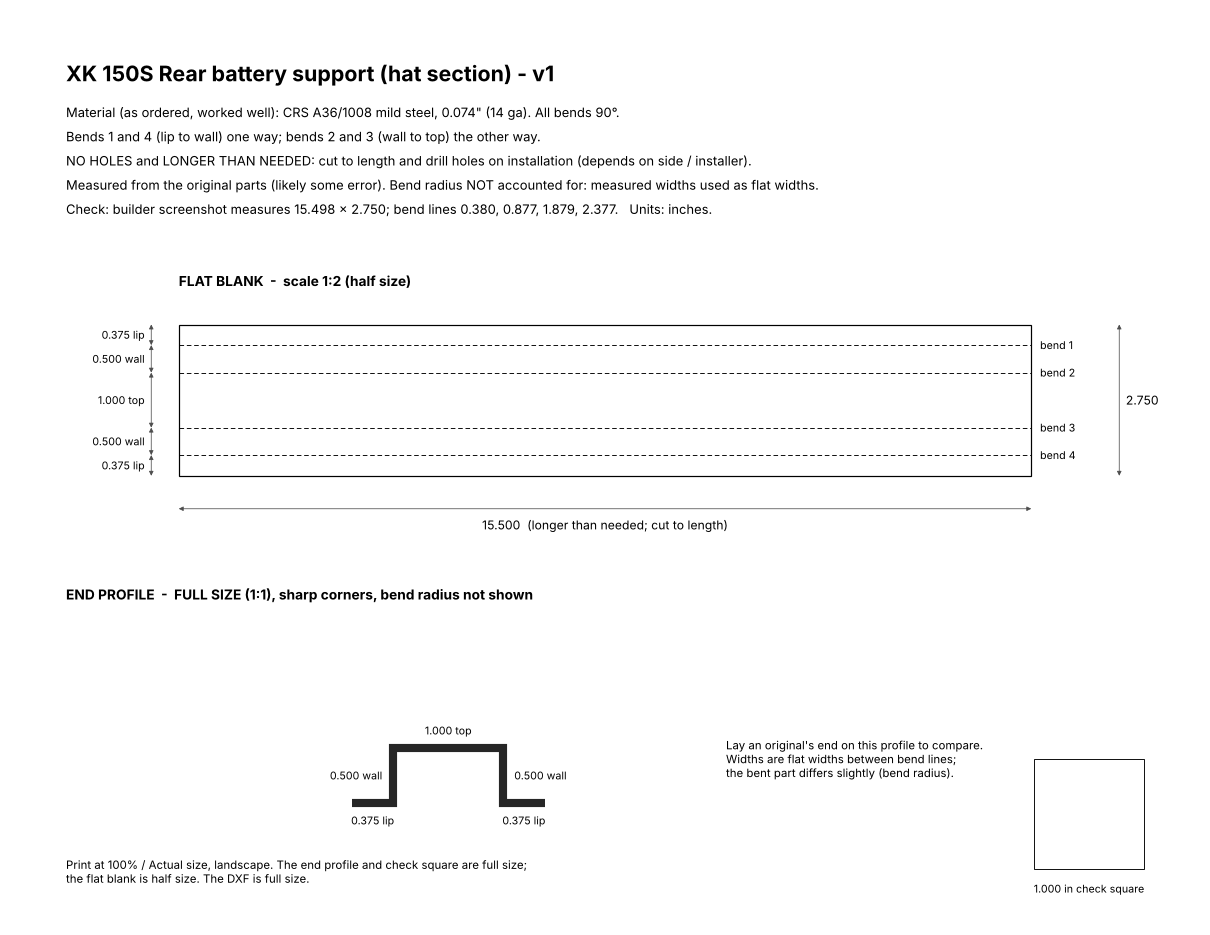 XK 150S Rear battery support (hat section) - v1
Material (as ordered, worked well): CRS A36/1008 mild steel, 0.074" (14 ga). All bends 90°.
Bends 1 and 4 (lip to wall) one way; bends 2 and 3 (wall to top) the other way.
NO HOLES and LONGER THAN NEEDED: cut to length and drill holes on installation (depends on side / installer).
Measured from the original parts (likely some error). Bend radius NOT accounted for: measured widths used as flat widths.
Check: builder screenshot measures 15.498 × 2.750; bend lines 0.380, 0.877, 1.879, 2.377.   Units: inches.
FLAT BLANK  -  scale 1:2 (half size)
0.375 lip
0.500 wall
1.000 top
0.500 wall
0.375 lip
bend 1
bend 2
bend 3
bend 4
2.750
15.500  (longer than needed; cut to length)
END PROFILE  -  FULL SIZE (1:1), sharp corners, bend radius not shown
1.000 top
0.500 wall
0.500 wall
0.375 lip
0.375 lip
Lay an original's end on this profile to compare.
Widths are flat widths between bend lines;
the bent part differs slightly (bend radius).
Print at 100% / Actual size, landscape. The end profile and check square are full size;
the flat blank is half size. The DXF is full size.
1.000 in check square